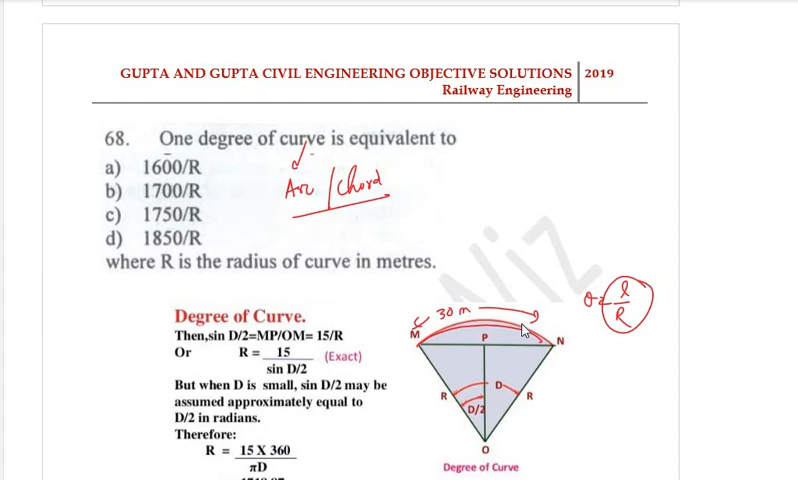 GUPTA AND GUPTA CIVIL ENGINEERING OBJECTIVE SOLUTIONS 2019
Railway Engineering
68. One degree of curve is equivalent to
a) 1600/R
b) 1700/R
c) 1750/R
d) 1850/R
where R is the radius of curve in metres.
Arc / Chord
θ = l
R
Degree of Curve.
Then,sin D/2=MP/OM= 15/R
Or R = 15 (Exact)
sin D/2
But when D is small, sin D/2 may be
assumed approximately equal to
D/2 in radians.
Therefore:
R = 15 X 360
πD
30 m
M
P
N
R
D
R
D/2
O
Degree of Curve